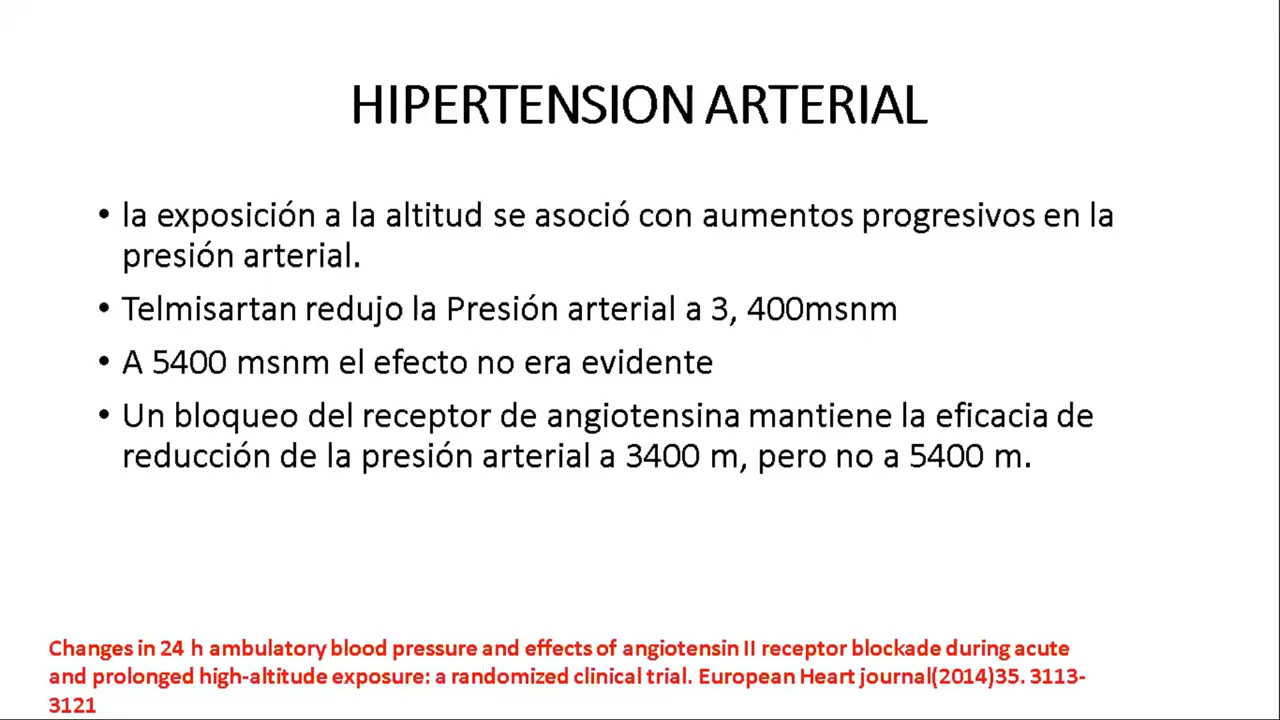 HIPERTENSION ARTERIAL
• la exposición a la altitud se asoció con aumentos progresivos en la
presión arterial.
• Telmisartan redujo la Presión arterial a 3, 400msnm
• A 5400 msnm el efecto no era evidente
• Un bloqueo del receptor de angiotensina mantiene la eficacia de
reducción de la presión arterial a 3400 m, pero no a 5400 m.
Changes in 24 h ambulatory blood pressure and effects of angiotensin II receptor blockade during acute
and prolonged high-altitude exposure: a randomized clinical trial. European Heart journal(2014)35. 3113-
3121